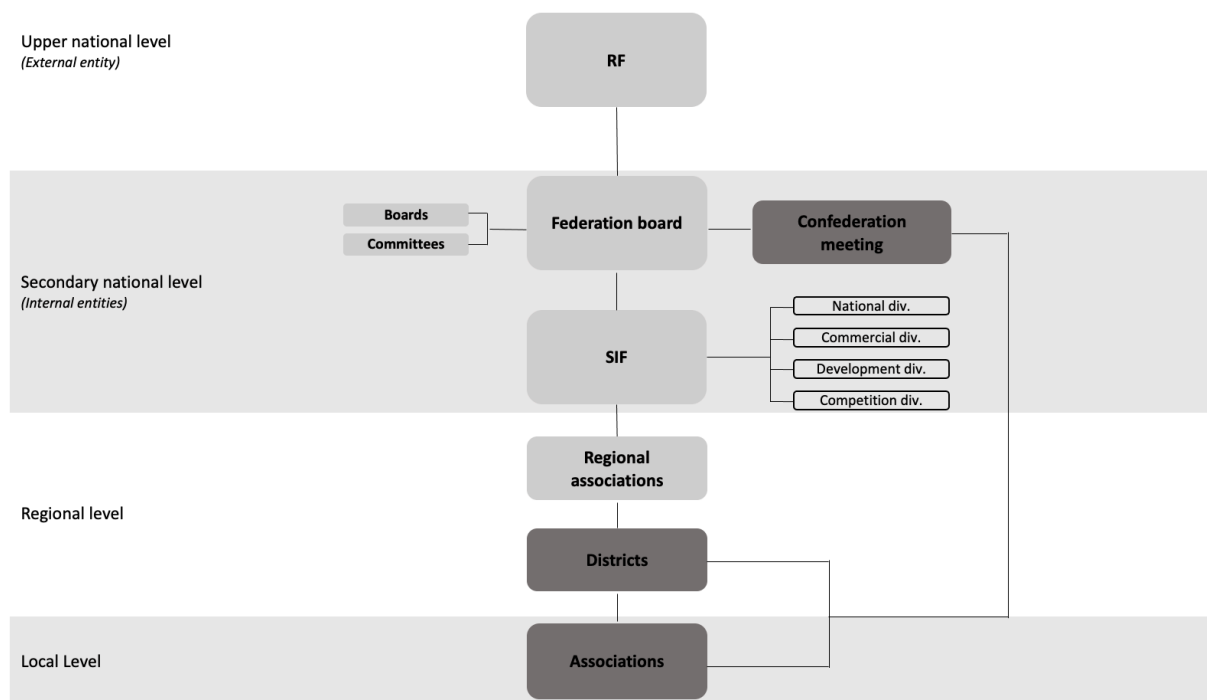 Upper national level
(External entity)
RF
Boards
Committees
Federation board
Confederation
meeting
Secondary national level
(Internal entities)
SIF
National div.
Commercial div.
Development div.
Competition div.
Regional
associations
Regional level
Districts
Local Level
Associations